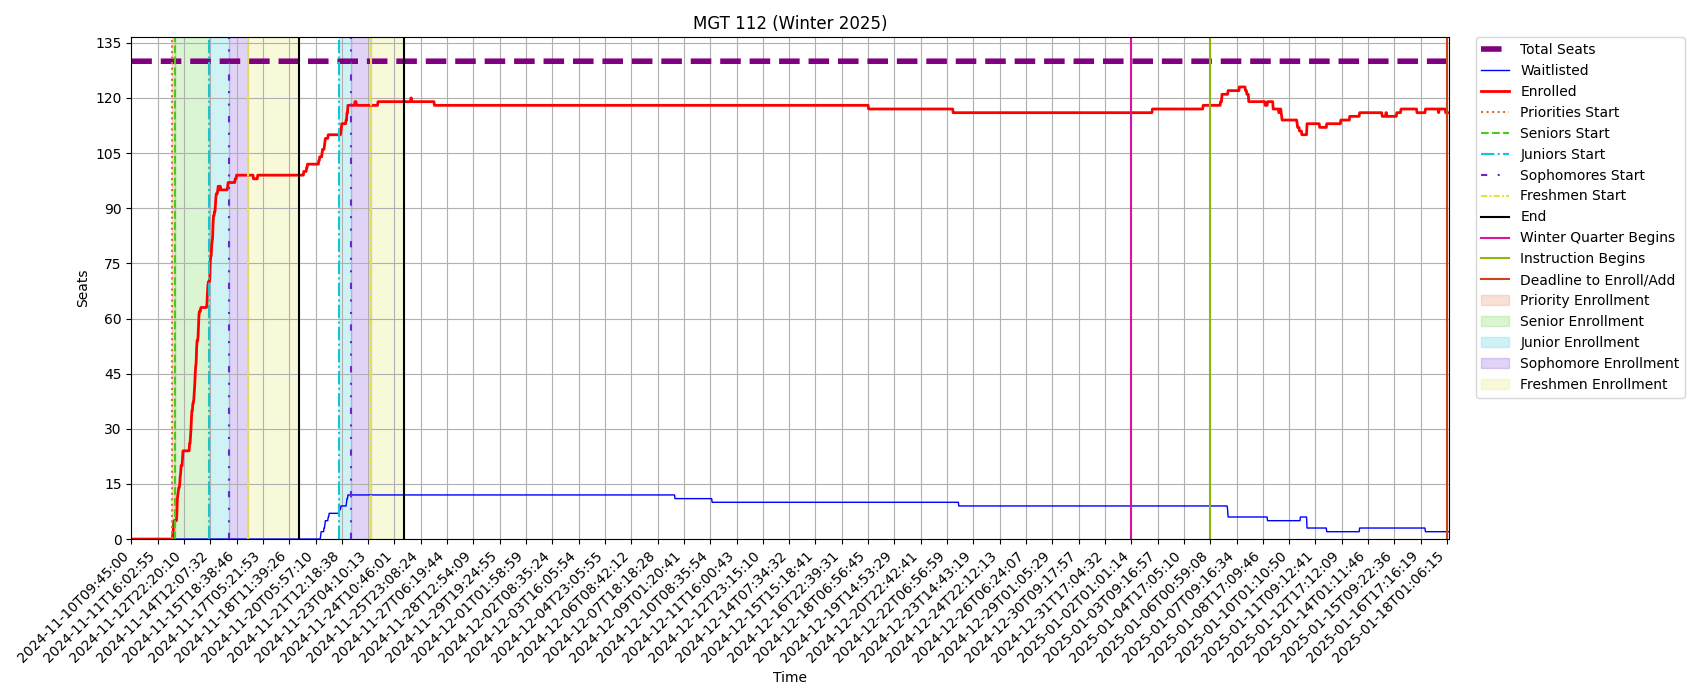 MGT 112 (Winter 2025)
Seats
135
120
105
90
75
60
45
30
15
0
2024-11-10T09:45:00
2024-11-11T16:02:55
2024-11-12T22:20:10
2024-11-14T12:07:32
2024-11-15T18:38:46
2024-11-17T05:21:53
2024-11-18T11:39:26
2024-11-20T05:57:10
2024-11-21T12:18:38
2024-11-23T04:10:13
2024-11-24T10:46:01
2024-11-25T23:08:24
2024-11-27T06:19:44
2024-11-28T12:54:09
2024-11-29T19:24:55
2024-12-01T01:58:59
2024-12-02T08:35:24
2024-12-03T16:05:54
2024-12-04T23:05:55
2024-12-06T08:42:12
2024-12-07T18:18:28
2024-12-09T01:20:41
2024-12-10T08:35:54
2024-12-11T16:00:43
2024-12-12T23:15:10
2024-12-14T07:34:32
2024-12-15T15:18:41
2024-12-16T22:39:31
2024-12-18T06:56:45
2024-12-19T14:53:29
2024-12-20T22:42:41
2024-12-22T06:56:59
2024-12-23T14:43:19
2024-12-24T22:12:13
2024-12-26T06:24:07
2024-12-29T01:05:29
2024-12-30T09:17:57
2024-12-31T17:04:32
2025-01-02T01:01:14
2025-01-03T09:16:57
2025-01-04T17:05:10
2025-01-06T00:59:08
2025-01-07T09:16:34
2025-01-08T17:09:46
2025-01-10T01:10:50
2025-01-11T09:12:41
2025-01-12T17:12:09
2025-01-14T01:11:46
2025-01-15T09:22:36
2025-01-16T17:16:19
2025-01-18T01:06:15
Time
Total Seats
Waitlisted
Enrolled
Priorities Start
Seniors Start
Juniors Start
Sophomores Start
Freshmen Start
End
Winter Quarter Begins
Instruction Begins
Deadline to Enroll/Add
Priority Enrollment
Senior Enrollment
Junior Enrollment
Sophomore Enrollment
Freshmen Enrollment